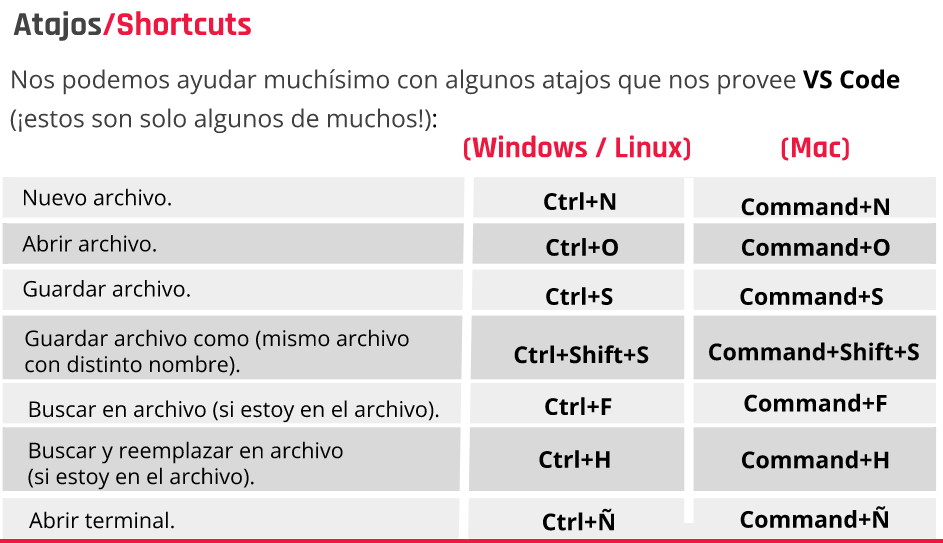 Atajos/Shortcuts
Nos podemos ayudar muchísimo con algunos atajos que nos provee VS Code
(¡estos son solo algunos de muchos!):
(Windows / Linux) (Mac)
Nuevo archivo. Ctrl+N Command+N
Abrir archivo. Ctrl+O Command+O
Guardar archivo. Ctrl+S Command+S
Guardar archivo como (mismo archivo
con distinto nombre). Ctrl+Shift+S Command+Shift+S
Buscar en archivo (si estoy en el archivo). Ctrl+F Command+F
Buscar y reemplazar en archivo
(si estoy en el archivo). Ctrl+H Command+H
Abrir terminal. Ctrl+Ñ Command+Ñ